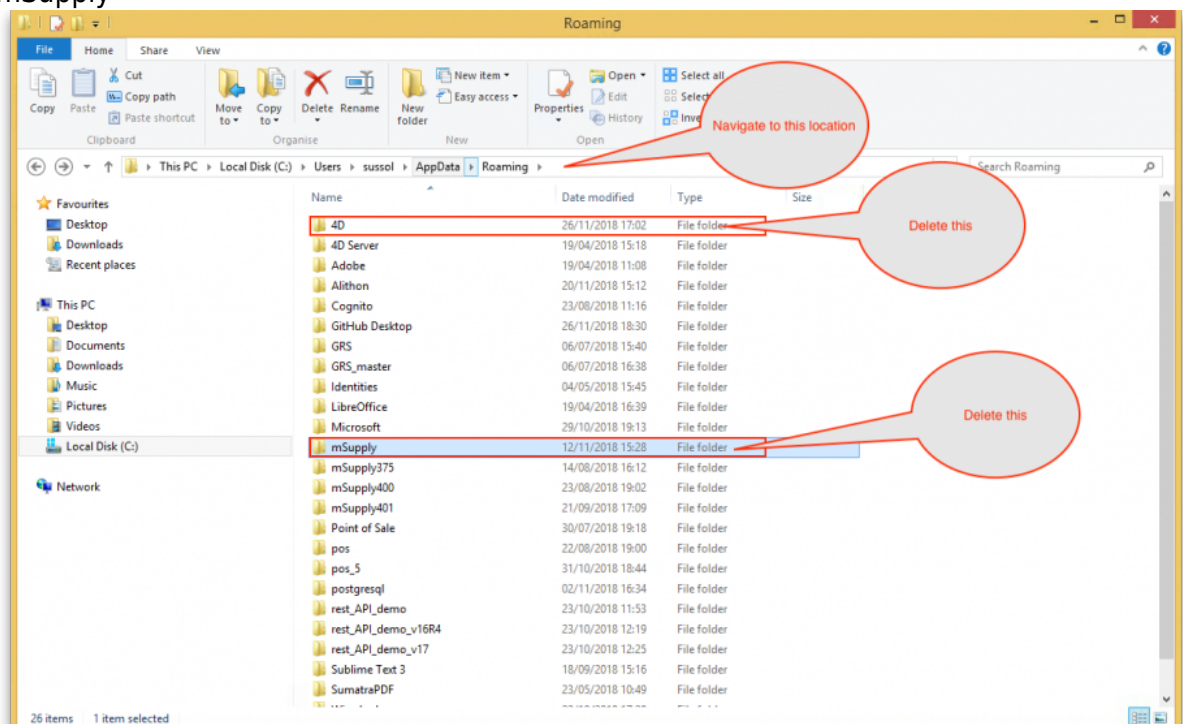 mSupply
Roaming
File Home Share View
Copy
Paste
Cut
Copy path
Paste shortcut
Clipboard
Move to
Copy to
Delete
Rename
Organise
New folder
New item
Easy access
New
Properties
Open
Edit
History
Open
Select all
Navigate to this location
This PC Local Disk (C:) Users sussol AppData Roaming
Search Roaming
Favourites
Desktop
Downloads
Recent places
This PC
Desktop
Documents
Downloads
Music
Pictures
Videos
Local Disk (C:)
Network
Name Date modified Type Size
4D 26/11/2018 17:02 File folder
Delete this
4D Server 19/04/2018 15:18 File folder
Adobe 19/04/2018 11:08 File folder
Alithon 20/11/2018 15:12 File folder
Cognito 23/08/2018 11:16 File folder
GitHub Desktop 26/11/2018 18:30 File folder
GRS 06/07/2018 15:40 File folder
GRS_master 06/07/2018 16:38 File folder
Identities 04/05/2018 15:45 File folder
LibreOffice 19/04/2018 16:39 File folder
Microsoft 29/10/2018 19:13 File folder
mSupply 12/11/2018 15:28 File folder
Delete this
mSupply375 14/08/2018 16:12 File folder
mSupply400 23/08/2018 19:02 File folder
mSupply401 21/09/2018 17:09 File folder
Point of Sale 30/07/2018 19:18 File folder
pos 22/08/2018 19:00 File folder
pos_5 31/10/2018 18:44 File folder
postgresql 02/11/2018 16:34 File folder
rest_API_demo 23/10/2018 11:53 File folder
rest_API_demo_v16R4 23/10/2018 12:19 File folder
rest_API_demo_v17 23/10/2018 12:25 File folder
Sublime Text 3 18/09/2018 15:16 File folder
SumatraPDF 23/05/2018 10:49 File folder
26 items 1 item selected